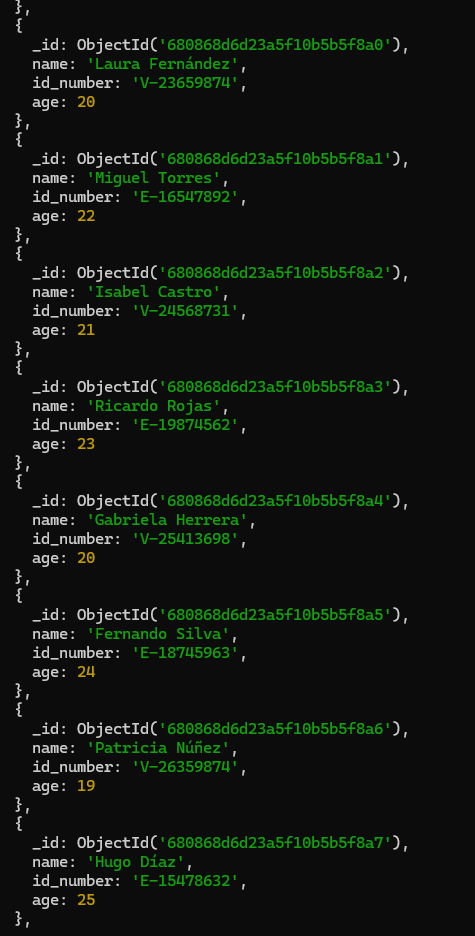 },
{
_id: ObjectId('680868d6d23a5f10b5b5f8a0'),
name: 'Laura Fernández',
id_number: 'V-23659874',
age: 20
},
{
_id: ObjectId('680868d6d23a5f10b5b5f8a1'),
name: 'Miguel Torres',
id_number: 'E-16547892',
age: 22
},
{
_id: ObjectId('680868d6d23a5f10b5b5f8a2'),
name: 'Isabel Castro',
id_number: 'V-24568731',
age: 21
},
{
_id: ObjectId('680868d6d23a5f10b5b5f8a3'),
name: 'Ricardo Rojas',
id_number: 'E-19874562',
age: 23
},
{
_id: ObjectId('680868d6d23a5f10b5b5f8a4'),
name: 'Gabriela Herrera',
id_number: 'V-25413698',
age: 20
},
{
_id: ObjectId('680868d6d23a5f10b5b5f8a5'),
name: 'Fernando Silva',
id_number: 'E-18745963',
age: 24
},
{
_id: ObjectId('680868d6d23a5f10b5b5f8a6'),
name: 'Patricia Núñez',
id_number: 'V-26359874',
age: 19
},
{
_id: ObjectId('680868d6d23a5f10b5b5f8a7'),
name: 'Hugo Díaz',
id_number: 'E-15478632',
age: 25
},